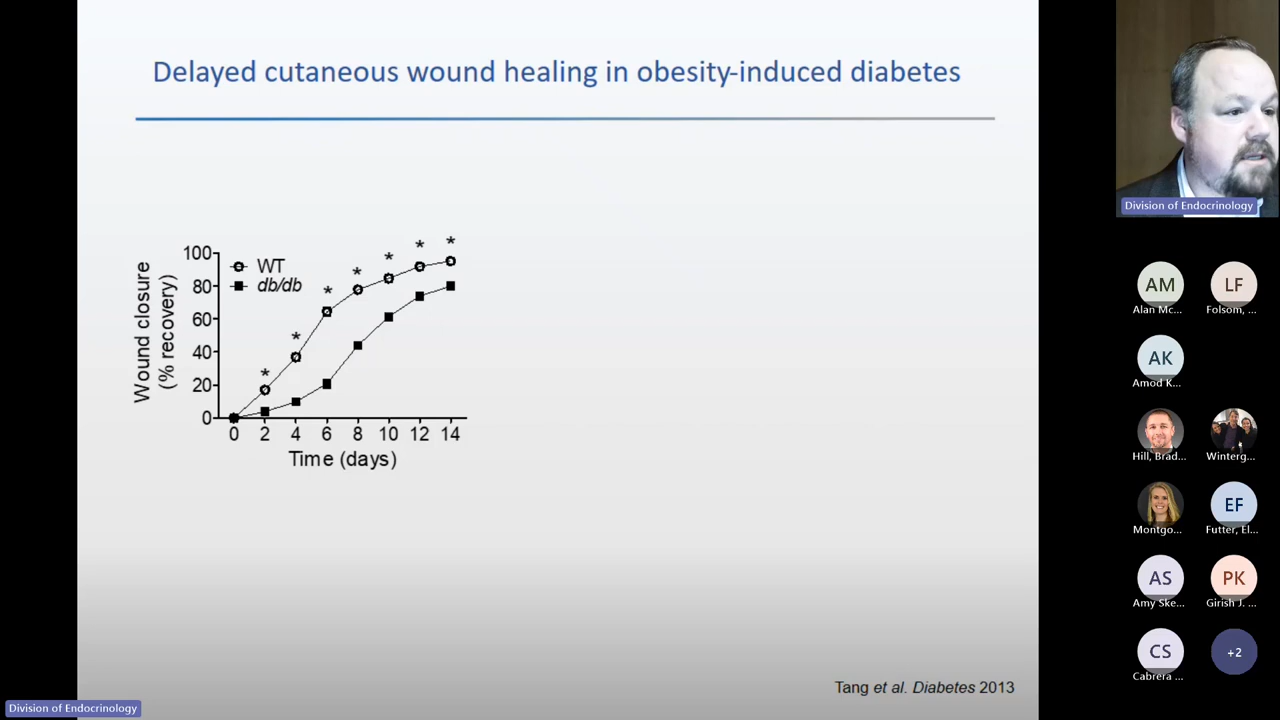 Delayed cutaneous wound healing in obesity-induced diabetes
Wound closure
(% recovery)
100
80
60
40
20
0
WT
db/db
* * * * * * *
0 2 4 6 8 10 12 14
Time (days)
Tang et al. Diabetes 2013
Division of Endocrinology
Division of Endocrinology
AM
Alan Mc...
LF
Folsom, ...
AK
Amod K...
Hill, Brad...
Winterg...
Montgo...
EF
Futter, El...
AS
Amy Ske...
PK
Girish J. ...
CS
Cabrera ...
+2